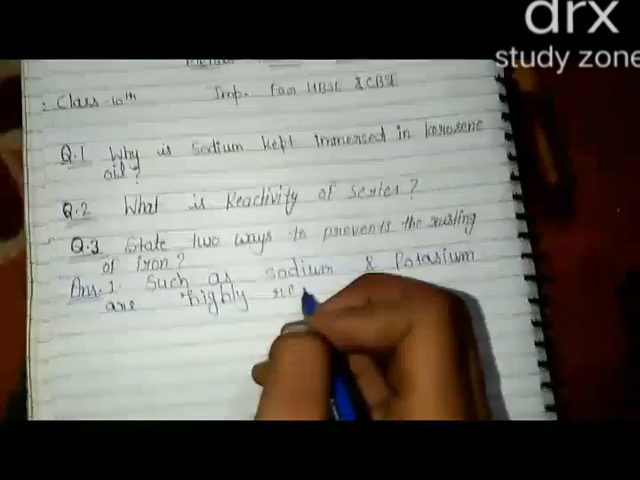 drx
study zone
: Class-10th Imp. For HBSE & CBSE
Q.1 Why is Sodium kept immersed in kerosene
oil?
Q.2 What is Reactivity of series?
Q.3 State two ways to prevents the rusting
of Iron?
Ans.1. Such as sodium & Potasium
are highly re